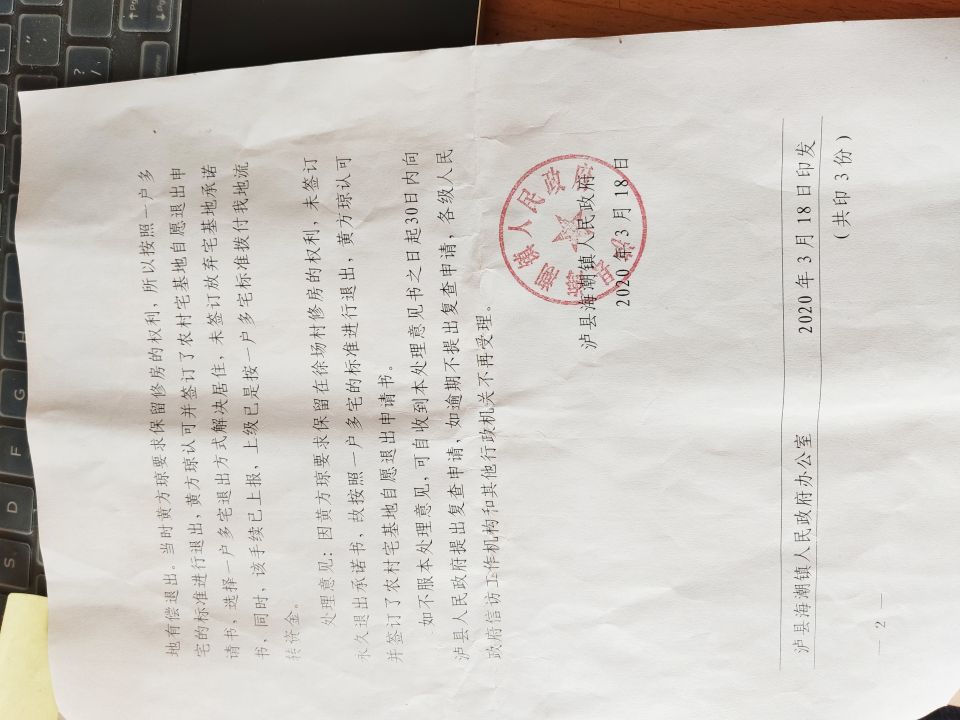 地有偿退出。当时黄方琼要求保留修房的权利，所以按照一户多
宅的标准进行退出，黄方琼认可并签订了农村宅基地自愿退出申
请书，选择一户多宅退出方式解决居住，未签订放弃宅基地承诺
书，同时，该手续已上报，上级已是按一户多宅标准拨付我地流
转资金。
处理意见：因黄方琼要求保留在徐场村修房的权利，未签订
永久退出承诺书，故按照一户多宅的标准进行退出，黄方琼认可
并签订了农村宅基地自愿退出申请书。
如不服本处理意见，可自收到本处理意见书之日起30日内向
泸县人民政府提出复查申请，如逾期不提出复查申请，各级人民
政府信访工作机构和其他行政机关不再受理。
泸县海潮镇人民政府
2020年3月18日
泸县海潮镇人民政府办公室 2020年3月18日印发
（共印3份）
— 2 —
S
D
F
G
H
PgUp
PgDn